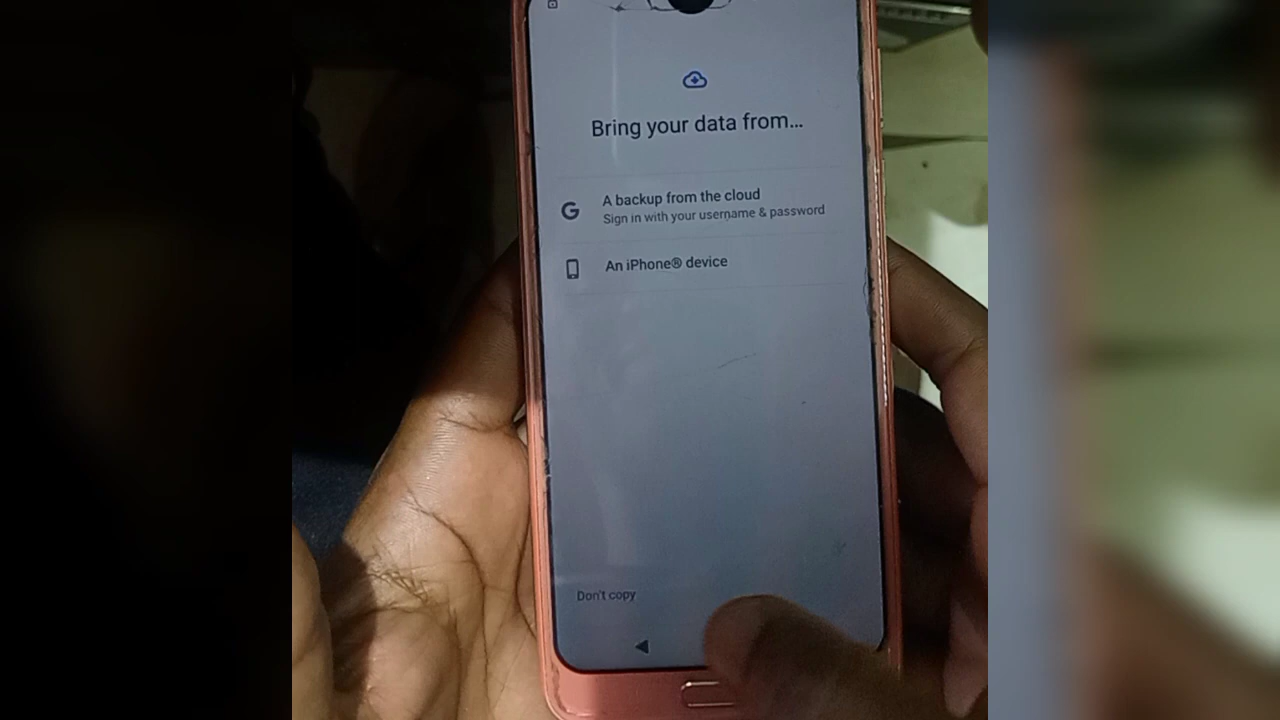 Bring your data from...
A backup from the cloud
Sign in with your username & password
An iPhone® device
Don't copy